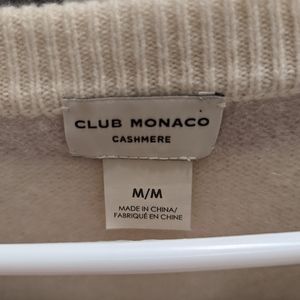 CLUB MONACO
CASHMERE
M/M
MADE IN CHINA/
FABRIQUÉ EN CHINE